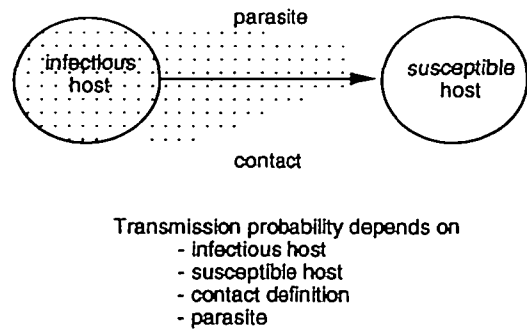 parasite
infectious
host
susceptible
host
contact
Transmission probability depends on
- infectious host
- susceptible host
- contact definition
- parasite